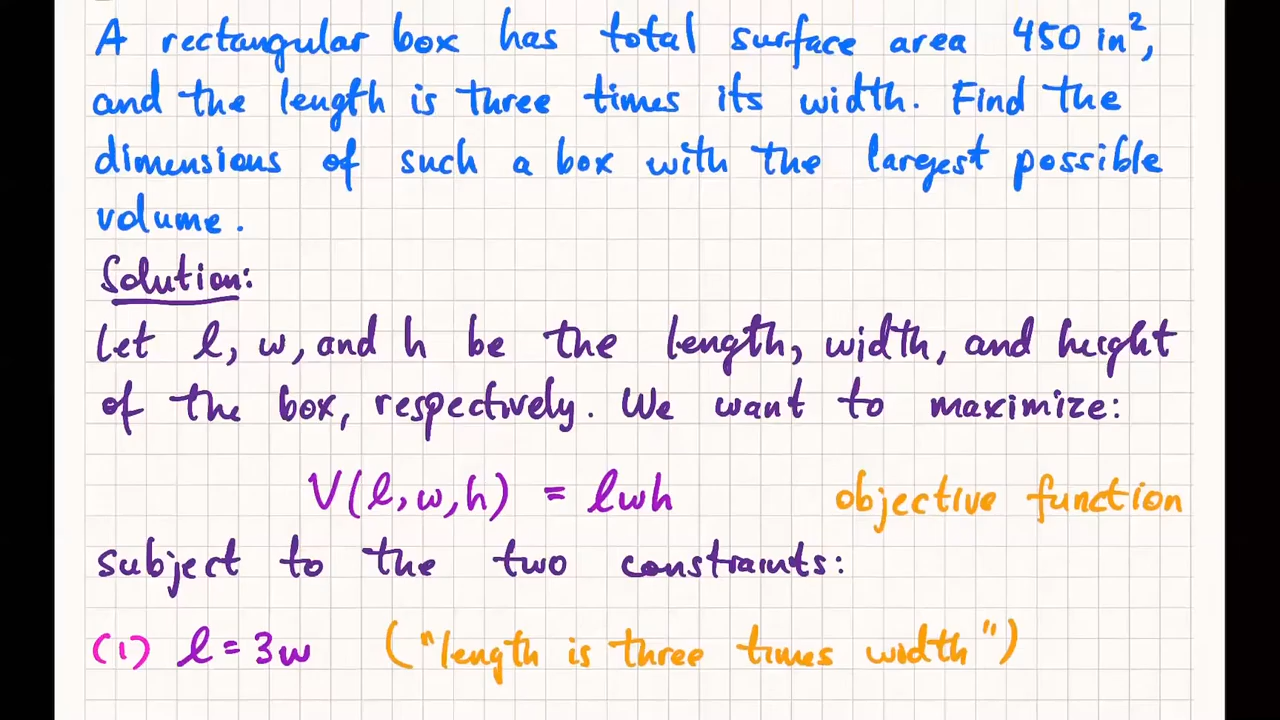 A rectangular box has total surface area 450 in²,
and the length is three times its width. Find the
dimensions of such a box with the largest possible
volume.
Solution:
Let l, w, and h be the length, width, and height
of the box, respectively. We want to maximize:
V(l, w, h) = lwh objective function
subject to the two constraints:
(1) l = 3w ("length is three times width")